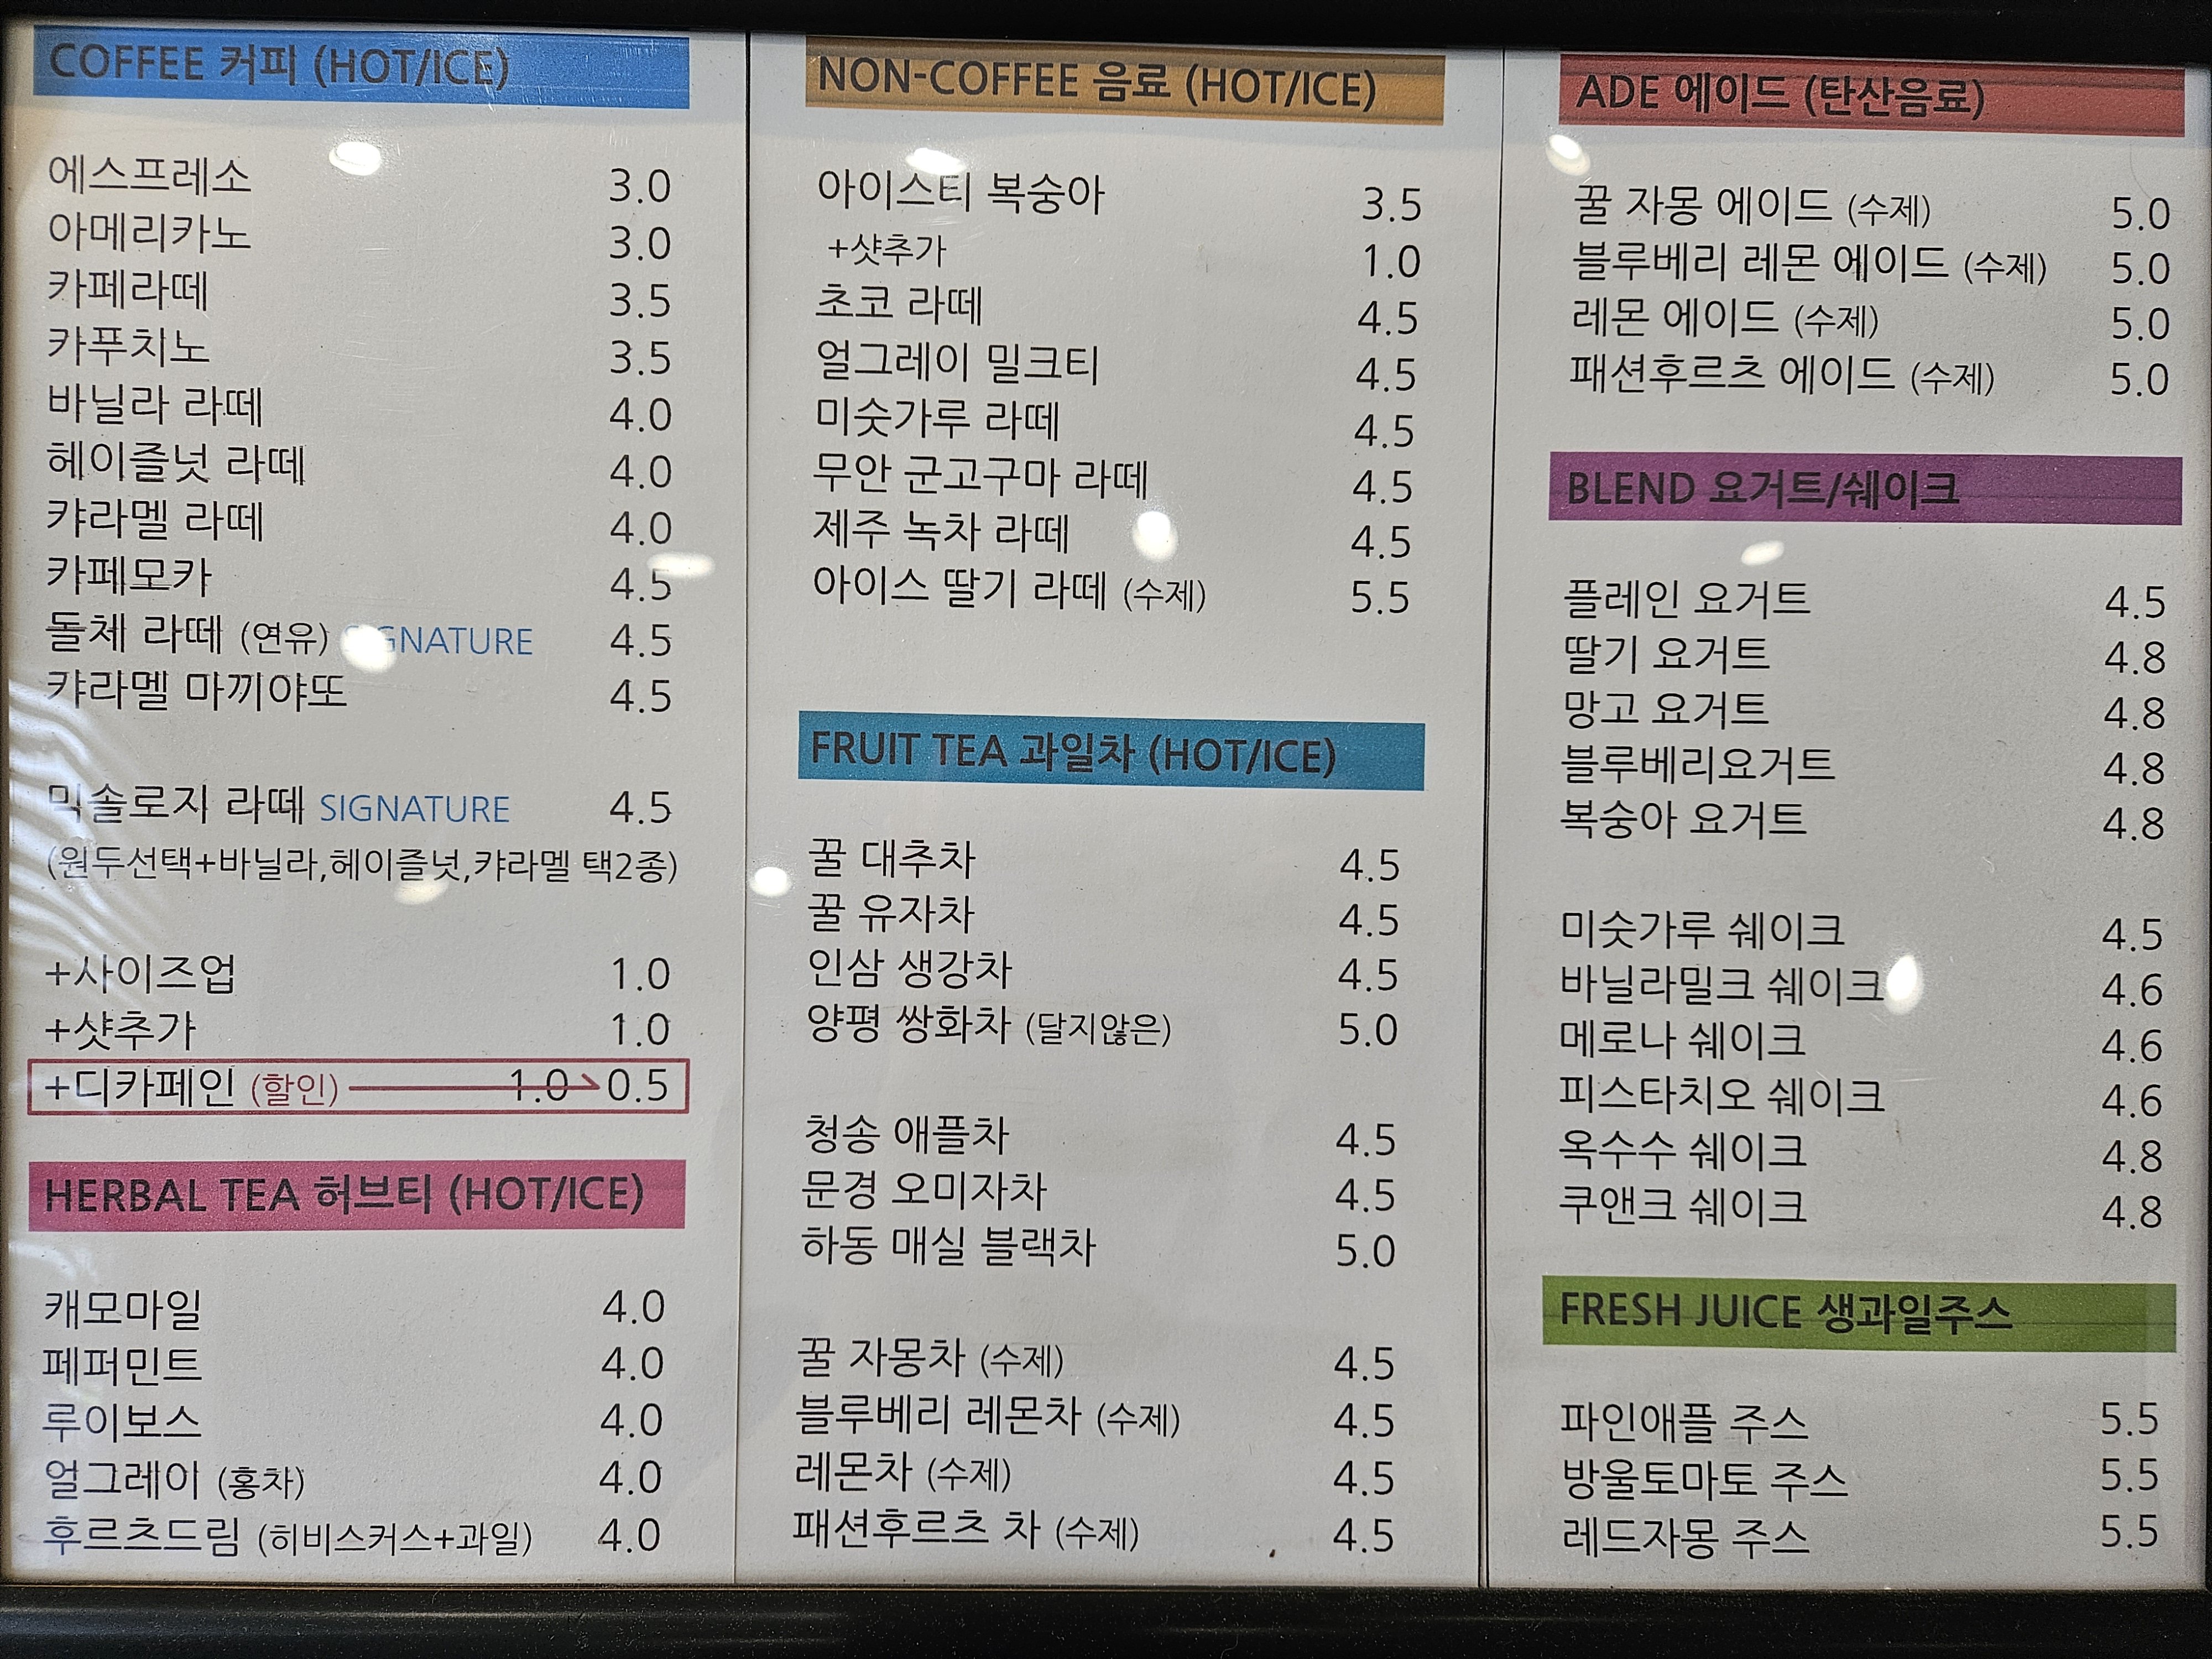 COFFEE 커피 (HOT/ICE)
에스프레소 3.0
아메리카노 3.0
카페라떼 3.5
카푸치노 3.5
바닐라 라떼 4.0
헤이즐넛 라떼 4.0
캬라멜 라떼 4.0
카페모카 4.5
돌체 라떼 (연유) SIGNATURE 4.5
캬라멜 마끼야또 4.5
믹솔로지 라떼 SIGNATURE 4.5
(원두선택+바닐라,헤이즐넛,캬라멜 택2종)
+사이즈업 1.0
+샷추가 1.0
+디카페인 (할인) 1.0 0.5
HERBAL TEA 허브티 (HOT/ICE)
캐모마일 4.0
페퍼민트 4.0
루이보스 4.0
얼그레이 (홍차) 4.0
후르츠드림 (히비스커스+과일) 4.0
NON-COFFEE 음료 (HOT/ICE)
아이스티 복숭아 3.5
+샷추가 1.0
초코 라떼 4.5
얼그레이 밀크티 4.5
미숫가루 라떼 4.5
무안 군고구마 라떼 4.5
제주 녹차 라떼 4.5
아이스 딸기 라떼 (수제) 5.5
FRUIT TEA 과일차 (HOT/ICE)
꿀 대추차 4.5
꿀 유자차 4.5
인삼 생강차 4.5
양평 쌍화차 (달지않은) 5.0
청송 애플차 4.5
문경 오미자차 4.5
하동 매실 블랙차 5.0
꿀 자몽차 (수제) 4.5
블루베리 레몬차 (수제) 4.5
레몬차 (수제) 4.5
패션후르츠 차 (수제) 4.5
ADE 에이드 (탄산음료)
꿀 자몽 에이드 (수제) 5.0
블루베리 레몬 에이드 (수제) 5.0
레몬 에이드 (수제) 5.0
패션후르츠 에이드 (수제) 5.0
BLEND 요거트/쉐이크
플레인 요거트 4.5
딸기 요거트 4.8
망고 요거트 4.8
블루베리요거트 4.8
복숭아 요거트 4.8
미숫가루 쉐이크 4.5
바닐라밀크 쉐이크 4.6
메로나 쉐이크 4.6
피스타치오 쉐이크 4.6
옥수수 쉐이크 4.8
쿠앤크 쉐이크 4.8
FRESH JUICE 생과일주스
파인애플 주스 5.5
방울토마토 주스 5.5
레드자몽 주스 5.5